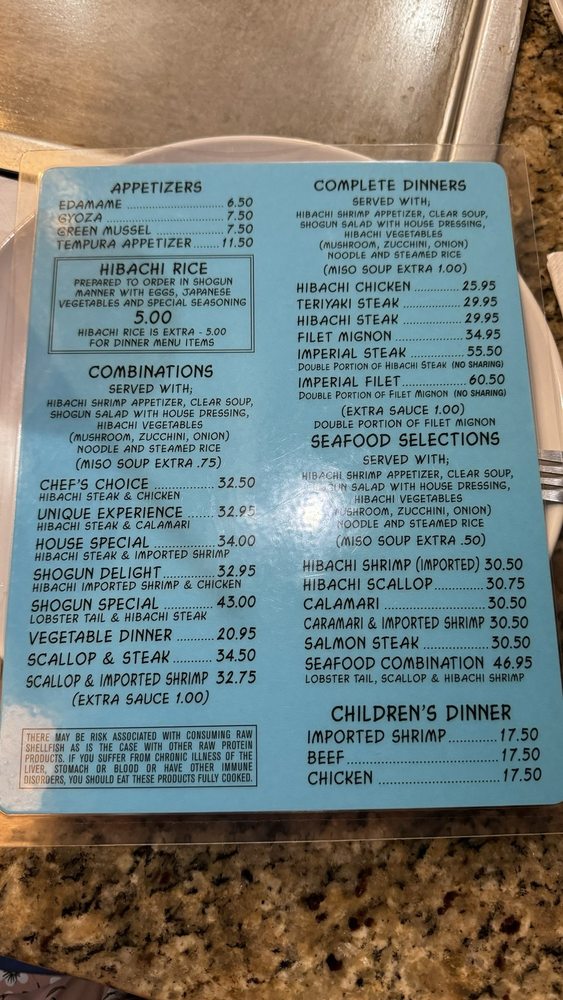 APPETIZERS
EDAMAME 6.50
GYOZA 7.50
GREEN MUSSEL 7.50
TEMPURA APPETIZER 11.50
HIBACHI RICE
PREPARED TO ORDER IN SHOGUN
MANNER WITH EGGS, JAPANESE
VEGETABLES AND SPECIAL SEASONING
5.00
HIBACHI RICE IS EXTRA - 5.00
FOR DINNER MENU ITEMS
COMBINATIONS
SERVED WITH;
HIBACHI SHRIMP APPETIZER, CLEAR SOUP,
SHOGUN SALAD WITH HOUSE DRESSING,
HIBACHI VEGETABLES
(MUSHROOM, ZUCCHINI, ONION)
NOODLE AND STEAMED RICE
(MISO SOUP EXTRA .75)
CHEF'S CHOICE 32.50
HIBACHI STEAK & CHICKEN
UNIQUE EXPERIENCE 32.95
HIBACHI STEAK & CALAMARI
HOUSE SPECIAL 34.00
HIBACHI STEAK & IMPORTED SHRIMP
SHOGUN DELIGHT 32.95
HIBACHI IMPORTED SHRIMP & CHICKEN
SHOGUN SPECIAL 43.00
LOBSTER TAIL & HIBACHI STEAK
VEGETABLE DINNER 20.95
SCALLOP & STEAK 34.50
SCALLOP & IMPORTED SHRIMP 32.75
(EXTRA SAUCE 1.00)
THERE MAY BE RISK ASSOCIATED WITH CONSUMING RAW
SHELLFISH AS IS THE CASE WITH OTHER RAW PROTEIN
PRODUCTS. IF YOU SUFFER FROM CHRONIC ILLNESS OF THE
LIVER, STOMACH OR BLOOD OR HAVE OTHER IMMUNE
DISORDERS, YOU SHOULD EAT THESE PRODUCTS FULLY COOKED.
COMPLETE DINNERS
SERVED WITH;
HIBACHI SHRIMP APPETIZER, CLEAR SOUP,
SHOGUN SALAD WITH HOUSE DRESSING,
HIBACHI VEGETABLES
(MUSHROOM, ZUCCHINI, ONION)
NOODLE AND STEAMED RICE
(MISO SOUP EXTRA 1.00)
HIBACHI CHICKEN 25.95
TERIYAKI STEAK 29.95
HIBACHI STEAK 29.95
FILET MIGNON 34.95
IMPERIAL STEAK 55.50
DOUBLE PORTION OF HIBACHI STEAK (NO SHARING)
IMPERIAL FILET 60.50
DOUBLE PORTION OF FILET MIGNON (NO SHARING)
(EXTRA SAUCE 1.00)
DOUBLE PORTION OF FILET MIGNON
SEAFOOD SELECTIONS
SERVED WITH;
HIBACHI SHRIMP APPETIZER, CLEAR SOUP,
SHOGUN SALAD WITH HOUSE DRESSING,
HIBACHI VEGETABLES
(MUSHROOM, ZUCCHINI, ONION)
NOODLE AND STEAMED RICE
(MISO SOUP EXTRA .50)
HIBACHI SHRIMP (IMPORTED) 30.50
HIBACHI SCALLOP 30.75
CALAMARI 30.50
CARAMARI & IMPORTED SHRIMP 30.50
SALMON STEAK 30.50
SEAFOOD COMBINATION 46.95
LOBSTER TAIL, SCALLOP & HIBACHI SHRIMP
CHILDREN'S DINNER
IMPORTED SHRIMP 17.50
BEEF 17.50
CHICKEN 17.50